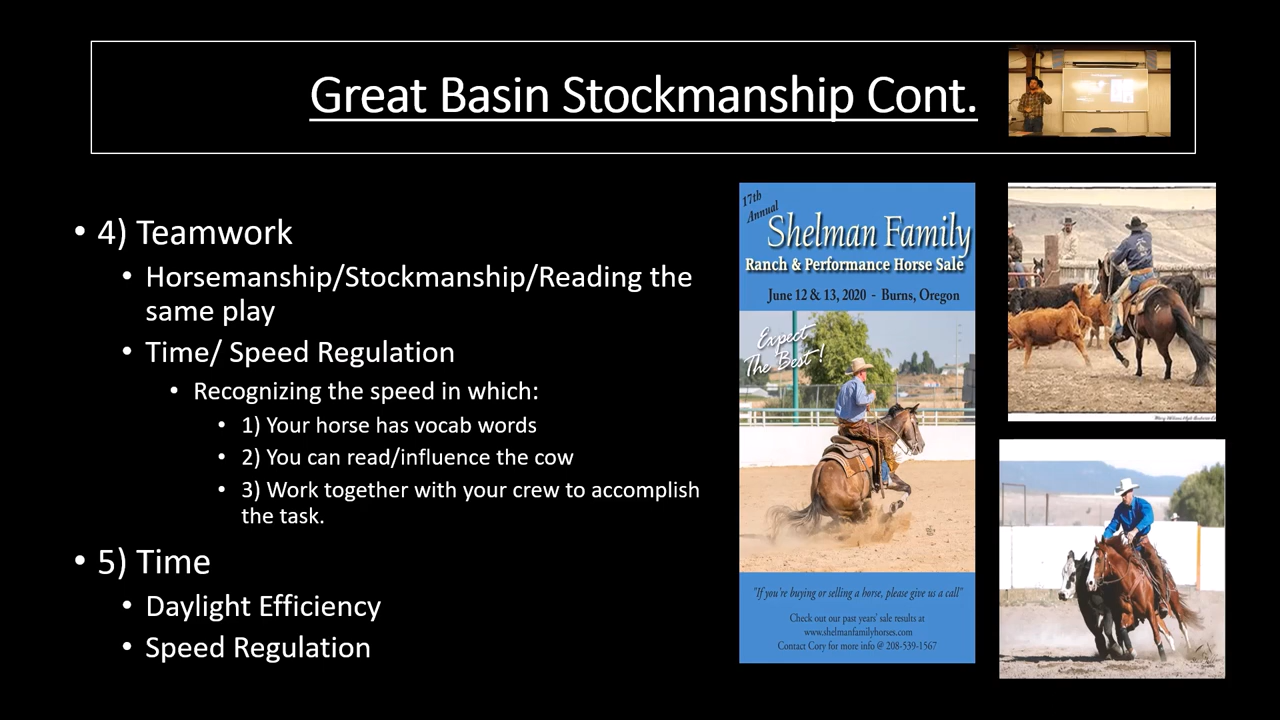 Great Basin Stockmanship Cont.
• 4) Teamwork
• Horsemanship/Stockmanship/Reading the
same play
• Time/ Speed Regulation
• Recognizing the speed in which:
• 1) Your horse has vocab words
• 2) You can read/influence the cow
• 3) Work together with your crew to accomplish
the task.
• 5) Time
• Daylight Efficiency
• Speed Regulation
17th
Annual
Shelman Family
Ranch & Performance Horse Sale
June 12 & 13, 2020 - Burns, Oregon
Expect
The Best!
"If you're buying or selling a horse, please give us a call"
Check out our past years' sale results at
www.shelmanfamilyhorses.com
Contact Cory for more info @ 208-539-1567